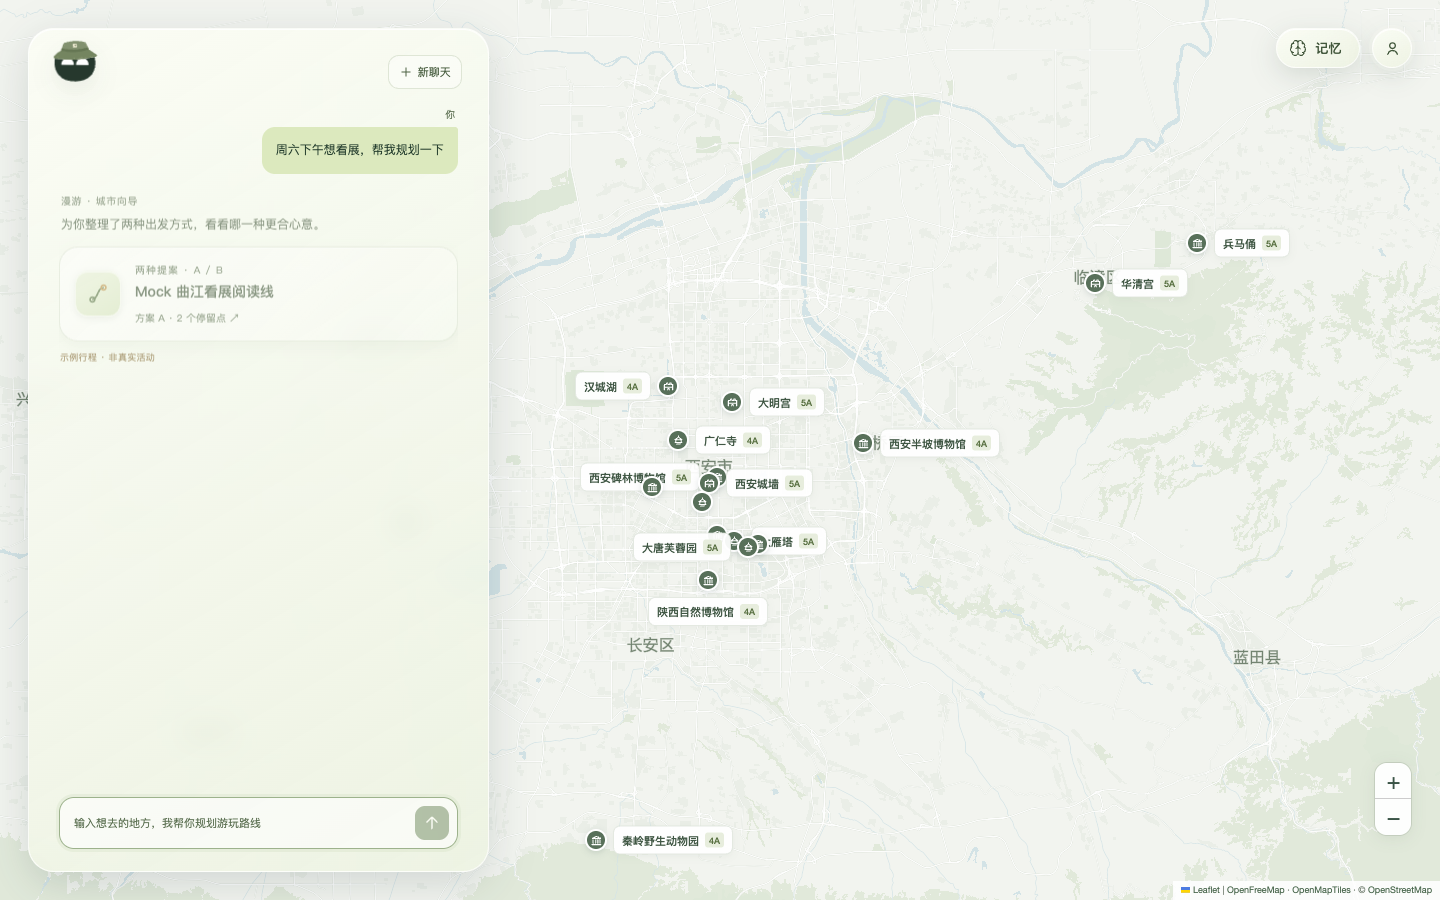 新聊天
你
周六下午想看展，帮我规划一下
漫游 · 城市向导
为你整理了两种出发方式，看看哪一种更合心意。
两种提案 · A / B
Mock 曲江看展阅读线
方案 A · 2 个停留点 ↗
示例行程 · 非真实活动
输入想去的地方，我帮你规划游玩路线
记忆
兵马俑 5A
华清宫 5A
汉城湖 4A
大明宫 5A
广仁寺 4A
西安半坡博物馆 4A
西安市
西安碑林博物馆 5A
西安城墙 5A
大唐芙蓉园 5A
雁塔 5A
陕西自然博物馆 4A
长安区
蓝田县
秦岭野生动物园 4A
+
−
Leaflet | OpenFreeMap · OpenMapTiles · © OpenStreetMap